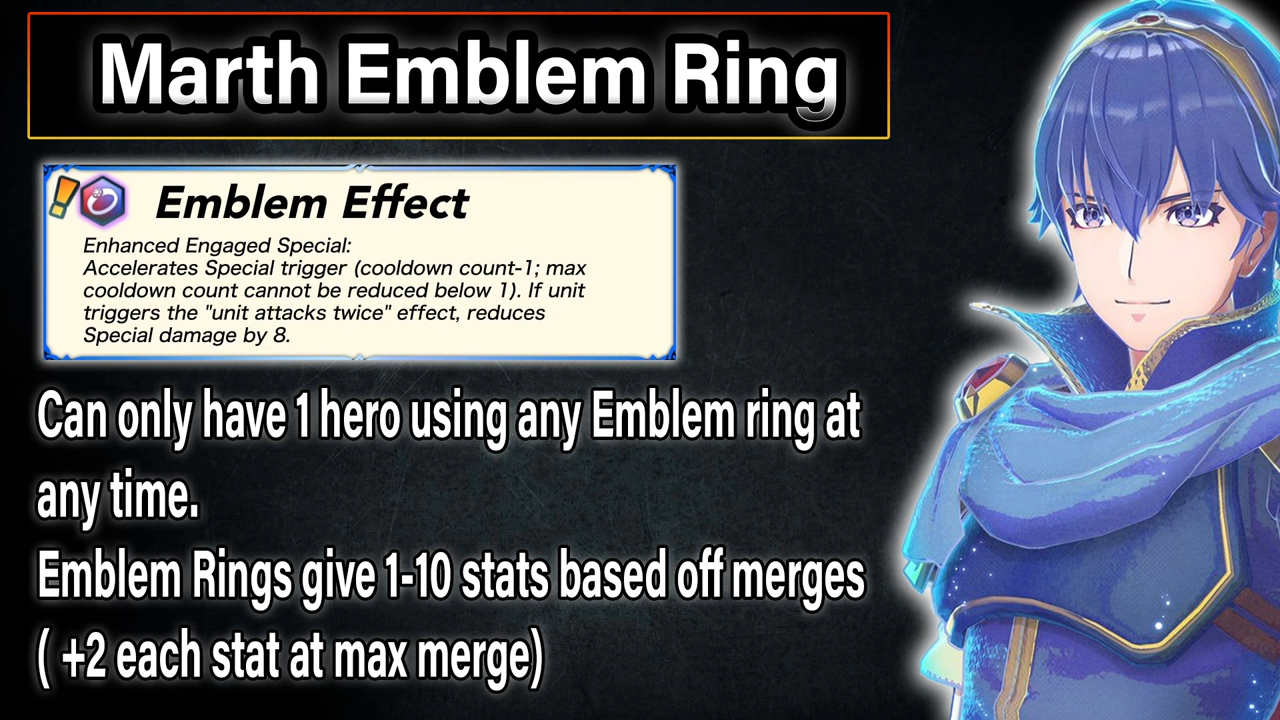 Marth Emblem Ring
Emblem Effect
Enhanced Engaged Special:
Accelerates Special trigger (cooldown count-1; max
cooldown count cannot be reduced below 1). If unit
triggers the "unit attacks twice" effect, reduces
Special damage by 8.
Can only have 1 hero using any Emblem ring at
any time.
Emblem Rings give 1-10 stats based off merges
( +2 each stat at max merge)